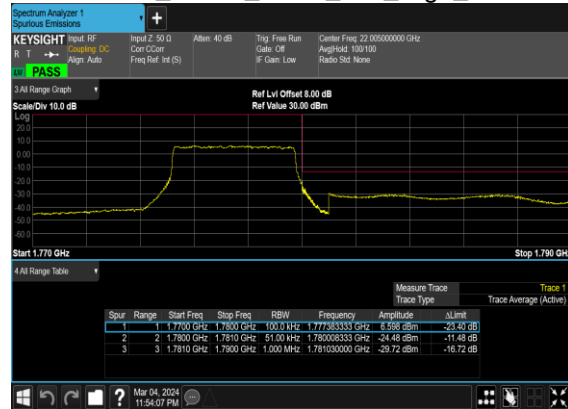 Spectrum Analyzer 1
Spurious Emissions
KEYSIGHT Input: RF Input Z: 50 Ω Atten: 40 dB Trig: Free Run Center Freq: 22.005000000 GHz
R T Coupling: DC Corr CCorr Gate: Off Avg|Hold: 100/100
Align: Auto Freq Ref: Int (S) IF Gain: Low Radio Std: None
PASS
3 All Range Graph Ref Lvl Offset 8.00 dB
Scale/Div 10.0 dB Ref Value 30.00 dBm
Log
20.0
10.0
0.00
-10.0
-20.0
-30.0
-40.0
-50.0
-60.0
Start 1.770 GHz Stop 1.790 GH
4 All Range Table
Measure Trace Trace 1
Trace Type Trace Average (Active)
Spur Range Start Freq Stop Freq RBW Frequency Amplitude ΔLimit
1 1 1.7700 GHz 1.7800 GHz 100.0 kHz 1.777383333 GHz 6.598 dBm -23.40 dB
2 2 1.7800 GHz 1.7810 GHz 51.00 kHz 1.780008333 GHz -24.48 dBm -11.48 dB
3 3 1.7810 GHz 1.7900 GHz 1.000 MHz 1.781030000 GHz -29.72 dBm -16.72 dB
? Mar 04, 2024
11:54:07 PM